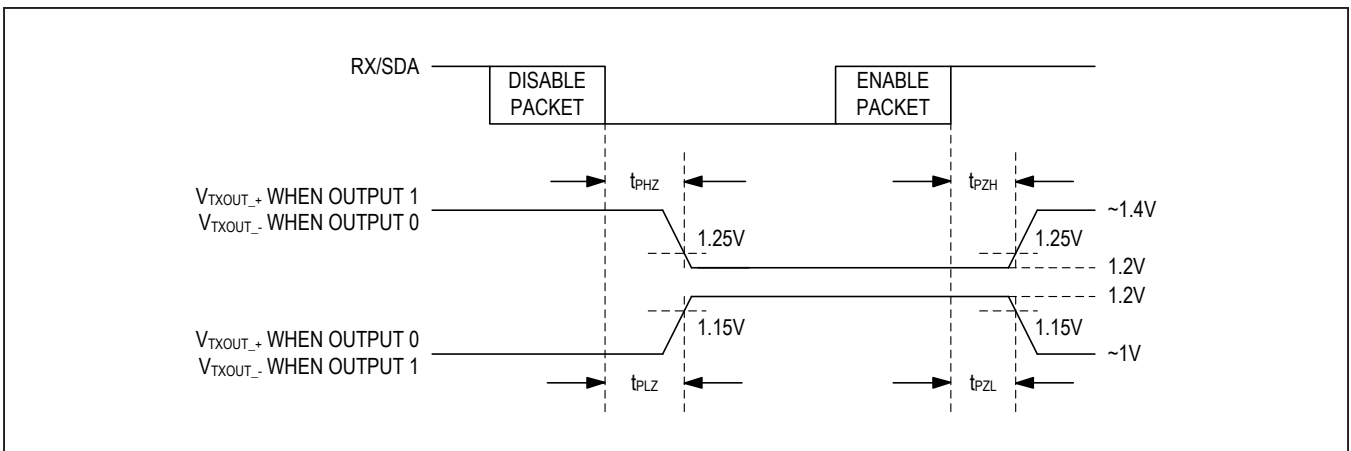 RX/SDA
DISABLE
PACKET
ENABLE
PACKET
tPHZ
tPZH
VTXOUT_+ WHEN OUTPUT 1
VTXOUT_- WHEN OUTPUT 0
~1.4V
1.25V
1.25V
1.2V
1.2V
1.15V
1.15V
VTXOUT_+ WHEN OUTPUT 0
VTXOUT_- WHEN OUTPUT 1
~1V
tPLZ
tPZL